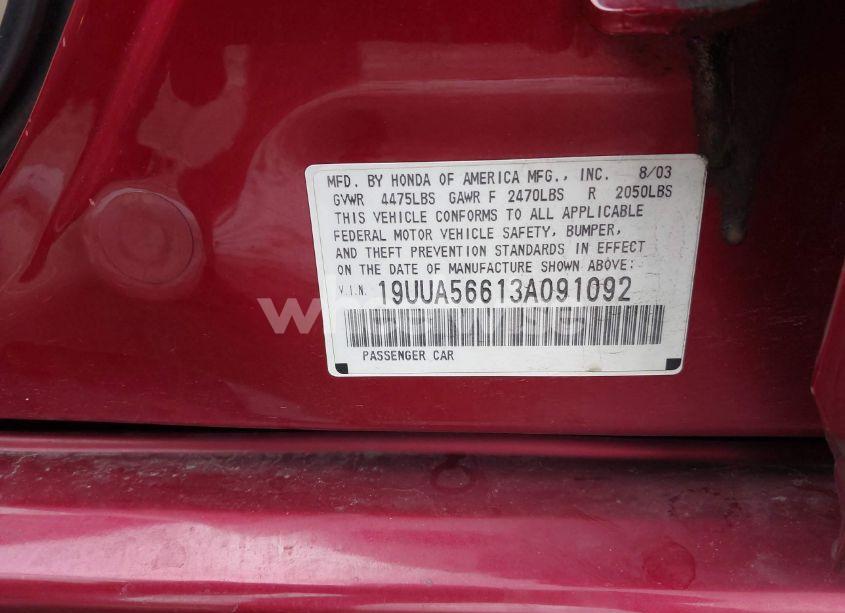 MFD. BY HONDA OF AMERICA MFG., INC. 8/03
GVWR 4475LBS GAWR F 2470LBS R 2050LBS
THIS VEHICLE CONFORMS TO ALL APPLICABLE
FEDERAL MOTOR VEHICLE SAFETY, BUMPER,
AND THEFT PREVENTION STANDARDS IN EFFECT
ON THE DATE OF MANUFACTURE SHOWN ABOVE:
V.I.N. 19UUA56613A091092
PASSENGER CAR